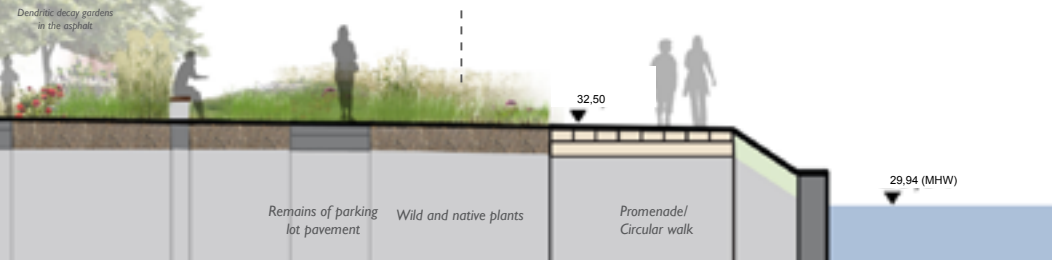 Dendritic decay gardens
in the asphalt
32,50
29,94 (MHW)
Remains of parking
lot pavement
Wild and native plants
Promenade/
Circular walk